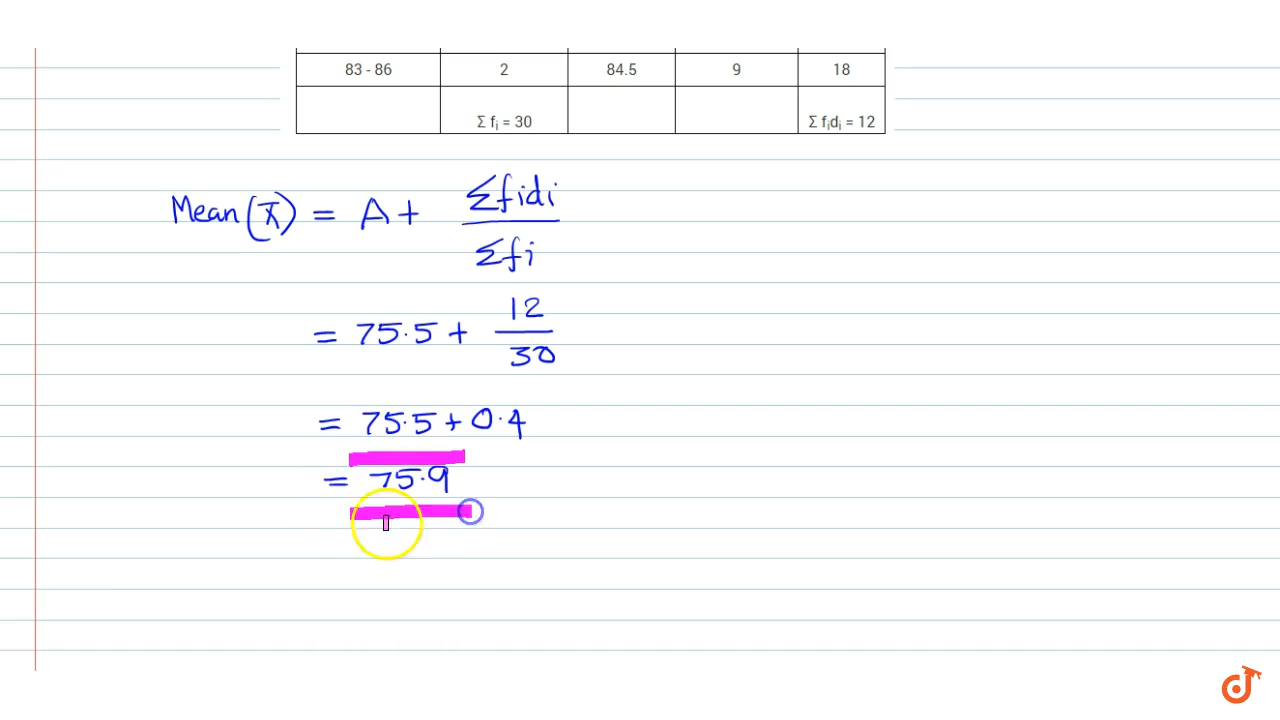 83 - 86 2 84.5 9 18
Σ fᵢ = 30 Σ fᵢdᵢ = 12
Mean (x̄) = A + Σfidi / Σfi
= 75.5 + 12 / 30
= 75.5 + 0.4
= 75.9